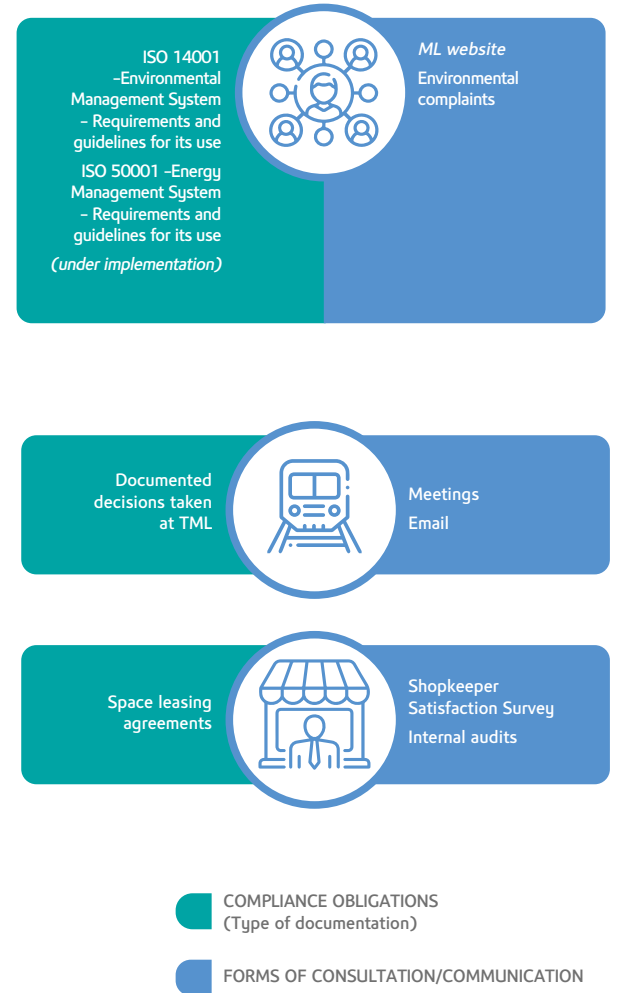 ISO 14001
-Environmental
Management System
- Requirements and
guidelines for its use
ISO 50001 -Energy
Management System
- Requirements and
guidelines for its use
(under implementation)
ML website
Environmental
complaints
Documented
decisions taken
at TML
Meetings
Email
Space leasing
agreements
Shopkeeper
Satisfaction Survey
Internal audits
COMPLIANCE OBLIGATIONS
(Type of documentation)
FORMS OF CONSULTATION/COMMUNICATION